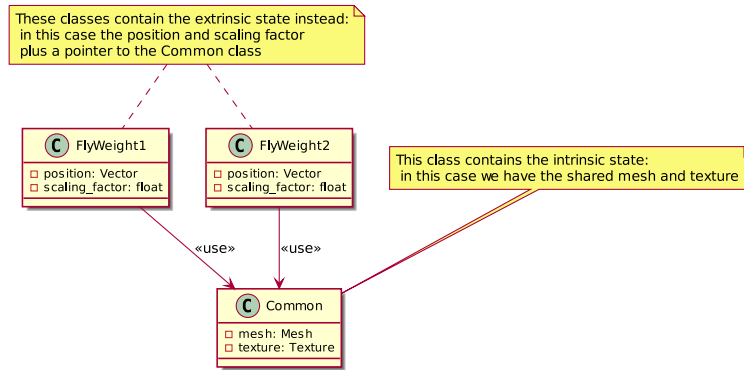 These classes contain the extrinsic state instead:
in this case the position and scaling factor
plus a pointer to the Common class
C FlyWeight1
position: Vector
scaling_factor: float
C FlyWeight2
position: Vector
scaling_factor: float
This class contains the intrinsic state:
in this case we have the shared mesh and texture
«use»
«use»
C Common
mesh: Mesh
texture: Texture